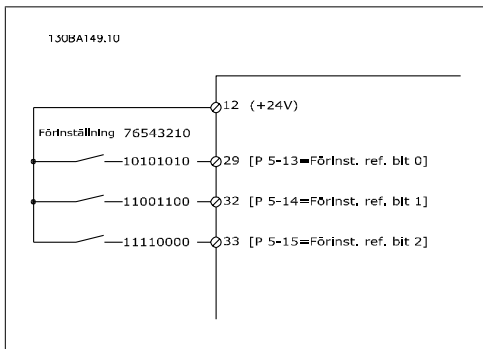 130BA149.10
12 (+24V)
Förinställning 76543210
10101010 29 [P 5-13=Förinst. ref. bit 0]
11001100 32 [P 5-14=Förinst. ref. bit 1]
11110000 33 [P 5-15=Förinst. ref. bit 2]